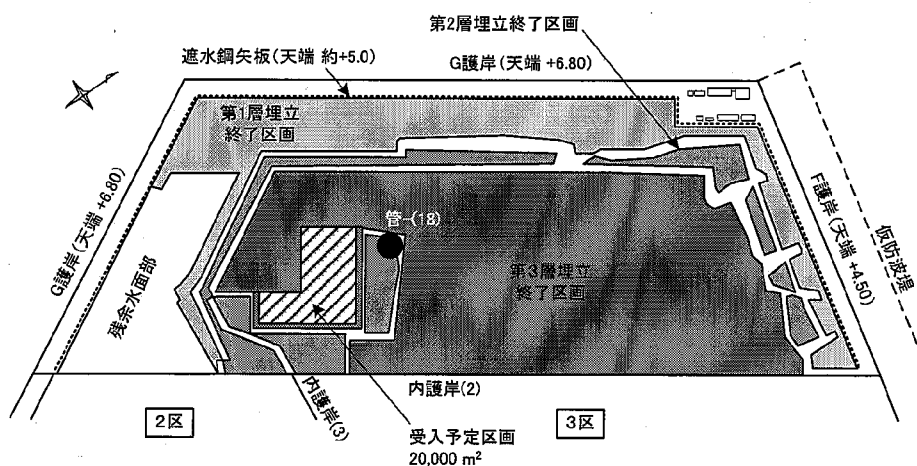 第2層埋立終了区画
遮水鋼矢板(天端 約+5.0)
G護岸(天端 +6.80)
第1層埋立
終了区画
管-(18)
F護岸(天端 +4.50)
仮防波堤
G護岸(天端 +6.80)
第3層埋立
終了区画
残余水面部
内護岸(2)
内護岸(3)
2区
3区
受入予定区画
20,000 m²